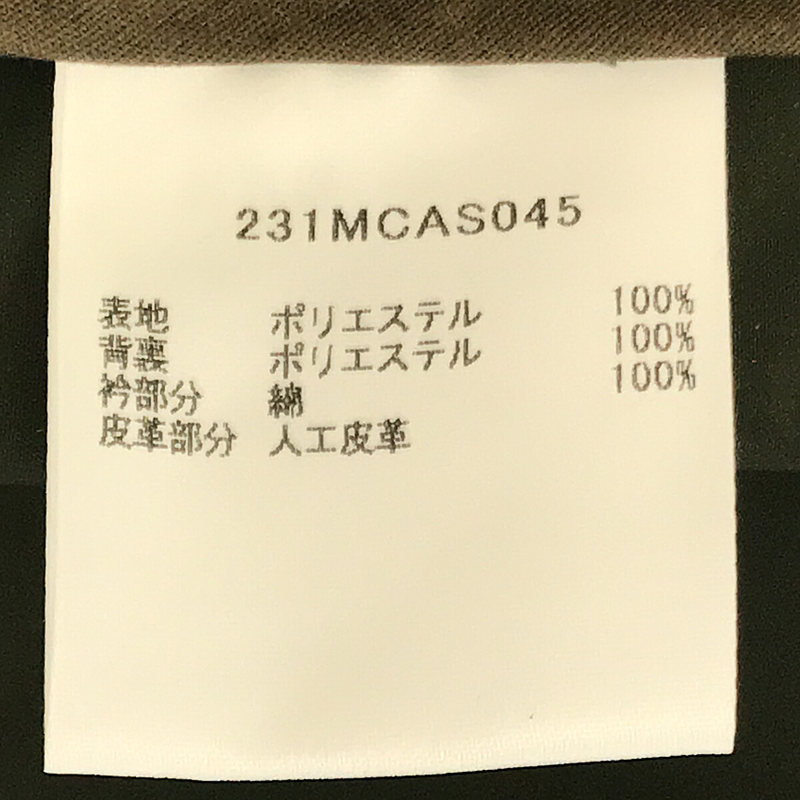 231MCAS045
表地 ポリエステル 100%
背裏 ポリエステル 100%
衿部分 綿 100%
皮革部分 人工皮革